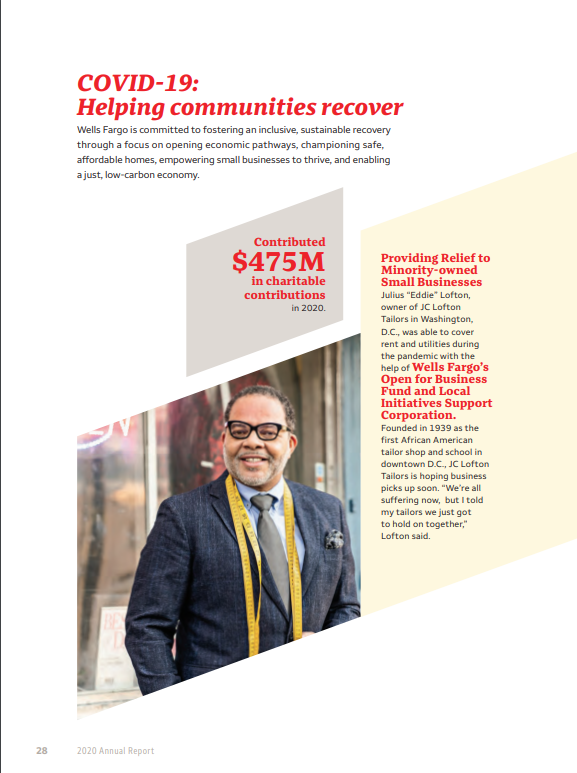 COVID-19:
Helping communities recover
Wells Fargo is committed to fostering an inclusive, sustainable recovery
through a focus on opening economic pathways, championing safe,
affordable homes, empowering small businesses to thrive, and enabling
a just, low-carbon economy.
Contributed
$475M
in charitable
contributions
in 2020.
Providing Relief to
Minority-owned
Small Businesses
Julius “Eddie” Lofton,
owner of JC Lofton
Tailors in Washington,
D.C., was able to cover
rent and utilities during
the pandemic with the
help of Wells Fargo’s
Open for Business
Fund and Local
Initiatives Support
Corporation.
Founded in 1939 as the
first African American
tailor shop and school in
downtown D.C., JC Lofton
Tailors is hoping business
picks up soon. “We’re all
suffering now, but I told
my tailors we just got
to hold on together,”
Lofton said.
28 2020 Annual Report